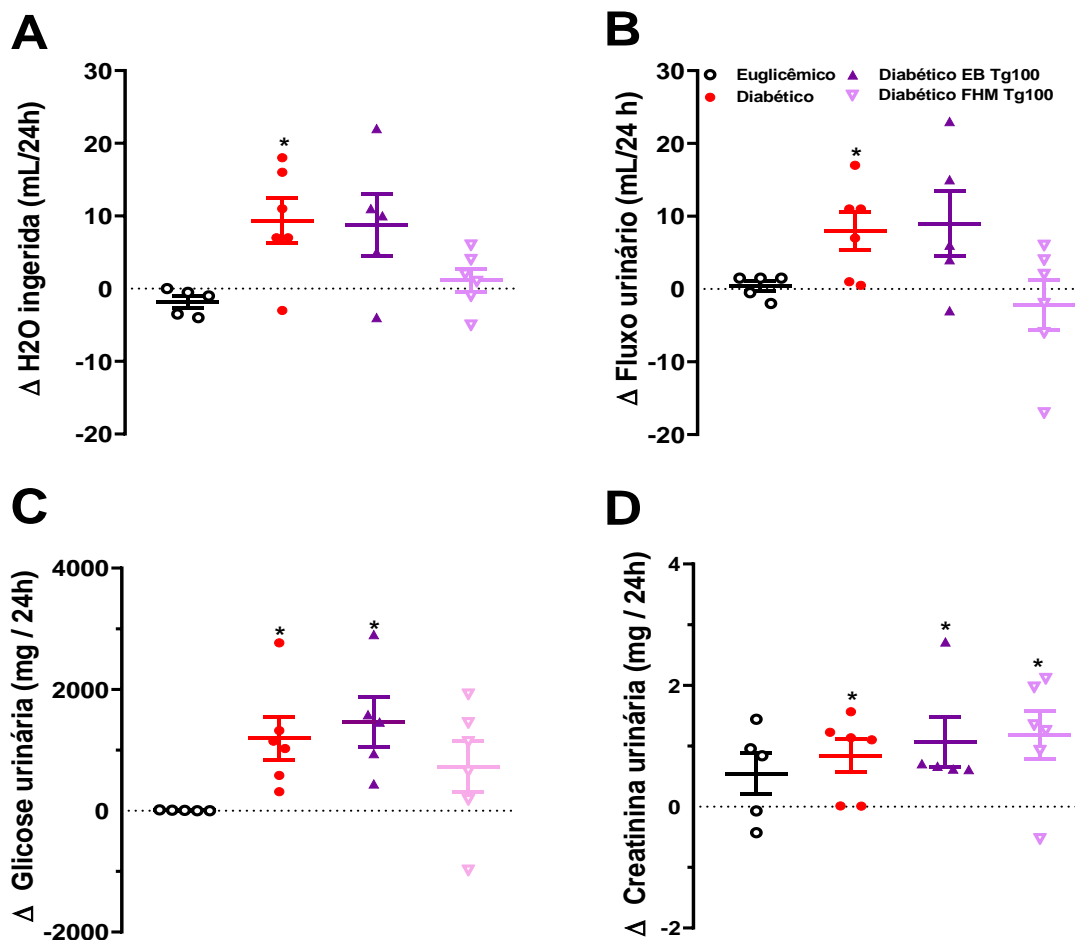 A
Δ H2O ingerida (mL/24h)
30
20
10
0
-10
-20
*
B
Δ Fluxo urinário (mL/24 h)
30
20
10
0
-10
-20
Euglicêmico
Diabético
Diabético EB Tg100
Diabético FHM Tg100
*
C
Δ Glicose urinária (mg / 24h)
4000
2000
0
-2000
*
*
D
Δ Creatinina urinária (mg / 24h)
4
2
0
-2
*
*
*